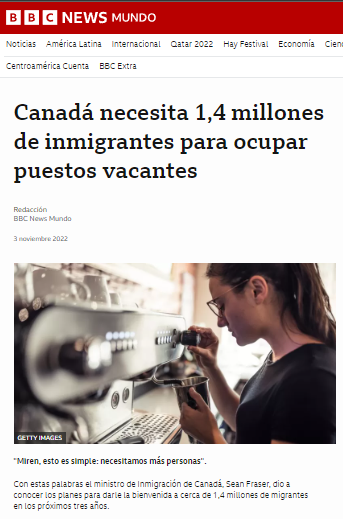 BBC NEWS MUNDO
Noticias América Latina Internacional Qatar 2022 Hay Festival Economía Cienc
Centroamérica Cuenta BBC Extra
Canadá necesita 1,4 millones
de inmigrantes para ocupar
puestos vacantes
Redacción
BBC News Mundo
3 noviembre 2022
GETTY IMAGES
"Miren, esto es simple: necesitamos más personas".
Con estas palabras el ministro de Inmigración de Canadá, Sean Fraser, dio a
conocer los planes para darle la bienvenida a cerca de 1,4 millones de migrantes
en los próximos tres años.